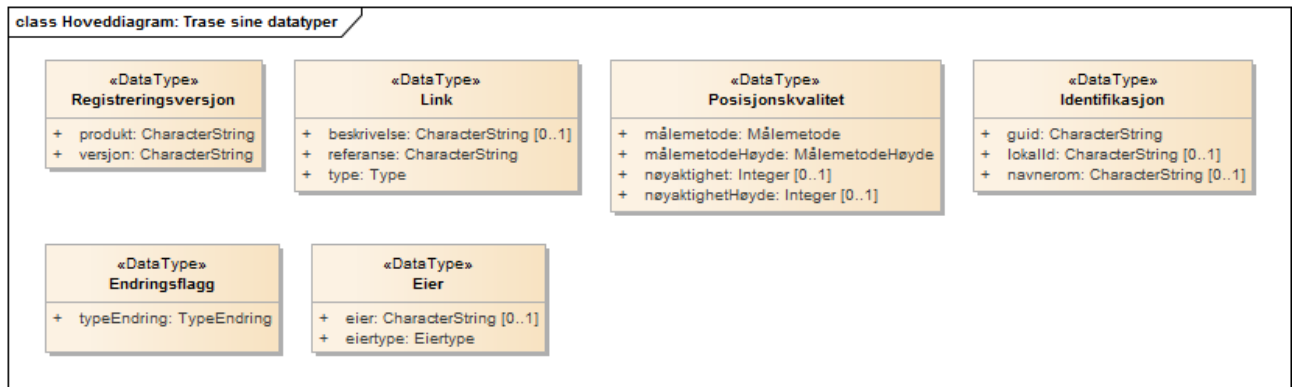 class Hoveddiagram: Trase sine datatyper
«DataType»
Registreringsversjon
+ produkt: CharacterString
+ versjon: CharacterString
«DataType»
Link
+ beskrivelse: CharacterString [0..1]
+ referanse: CharacterString
+ type: Type
«DataType»
Posisjonskvalitet
+ målemetode: Målemetode
+ målemetodeHøyde: MålemetodeHøyde
+ nøyaktighet: Integer [0..1]
+ nøyaktighetHøyde: Integer [0..1]
«DataType»
Identifikasjon
+ guid: CharacterString
+ lokalId: CharacterString [0..1]
+ navnerom: CharacterString [0..1]
«DataType»
Endringsflagg
+ typeEndring: TypeEndring
«DataType»
Eier
+ eier: CharacterString [0..1]
+ eiertype: Eiertype